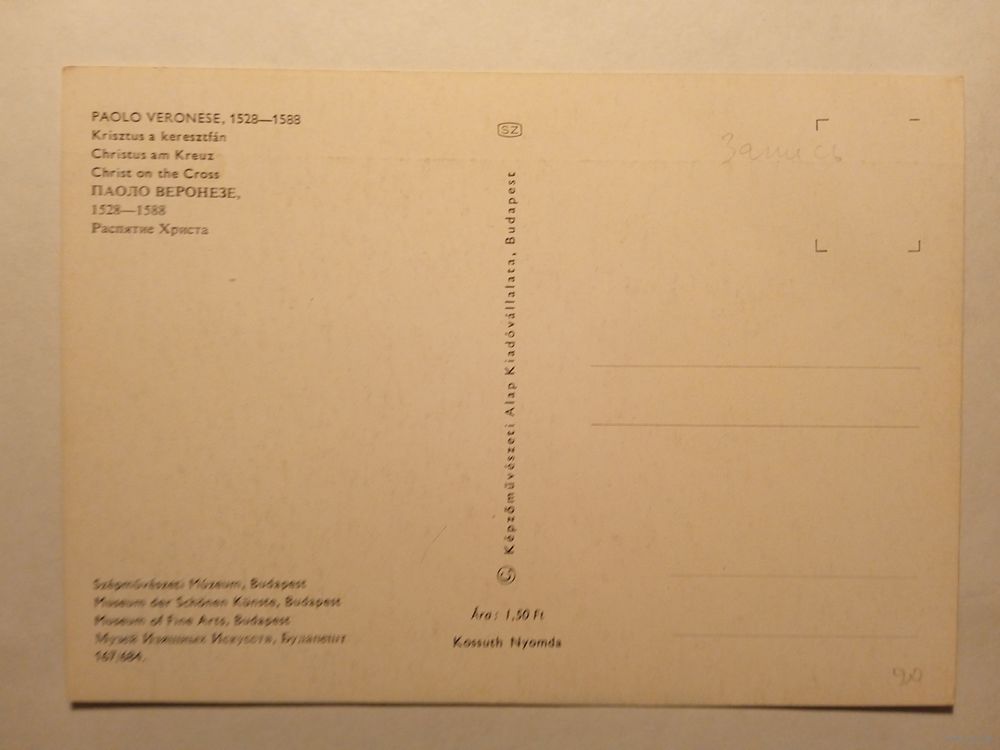 PAOLO VERONESE, 1528—1588
Krisztus a keresztfán
Christus am Kreuz
Christ on the Cross
ПАОЛО ВЕРОНЕЗЕ,
1528—1588
Распятие Христа
SZ
Запись
© Képzőművészeti Alap Kiadóvállalata, Budapest
Szépművészeti Múzeum, Budapest
Museum der Schönen Künste, Budapest
Museum of Fine Arts, Budapest
Музей Изящных Искусств, Будапешт
167/684.
Ára: 1,50 Ft
Kossuth Nyomda